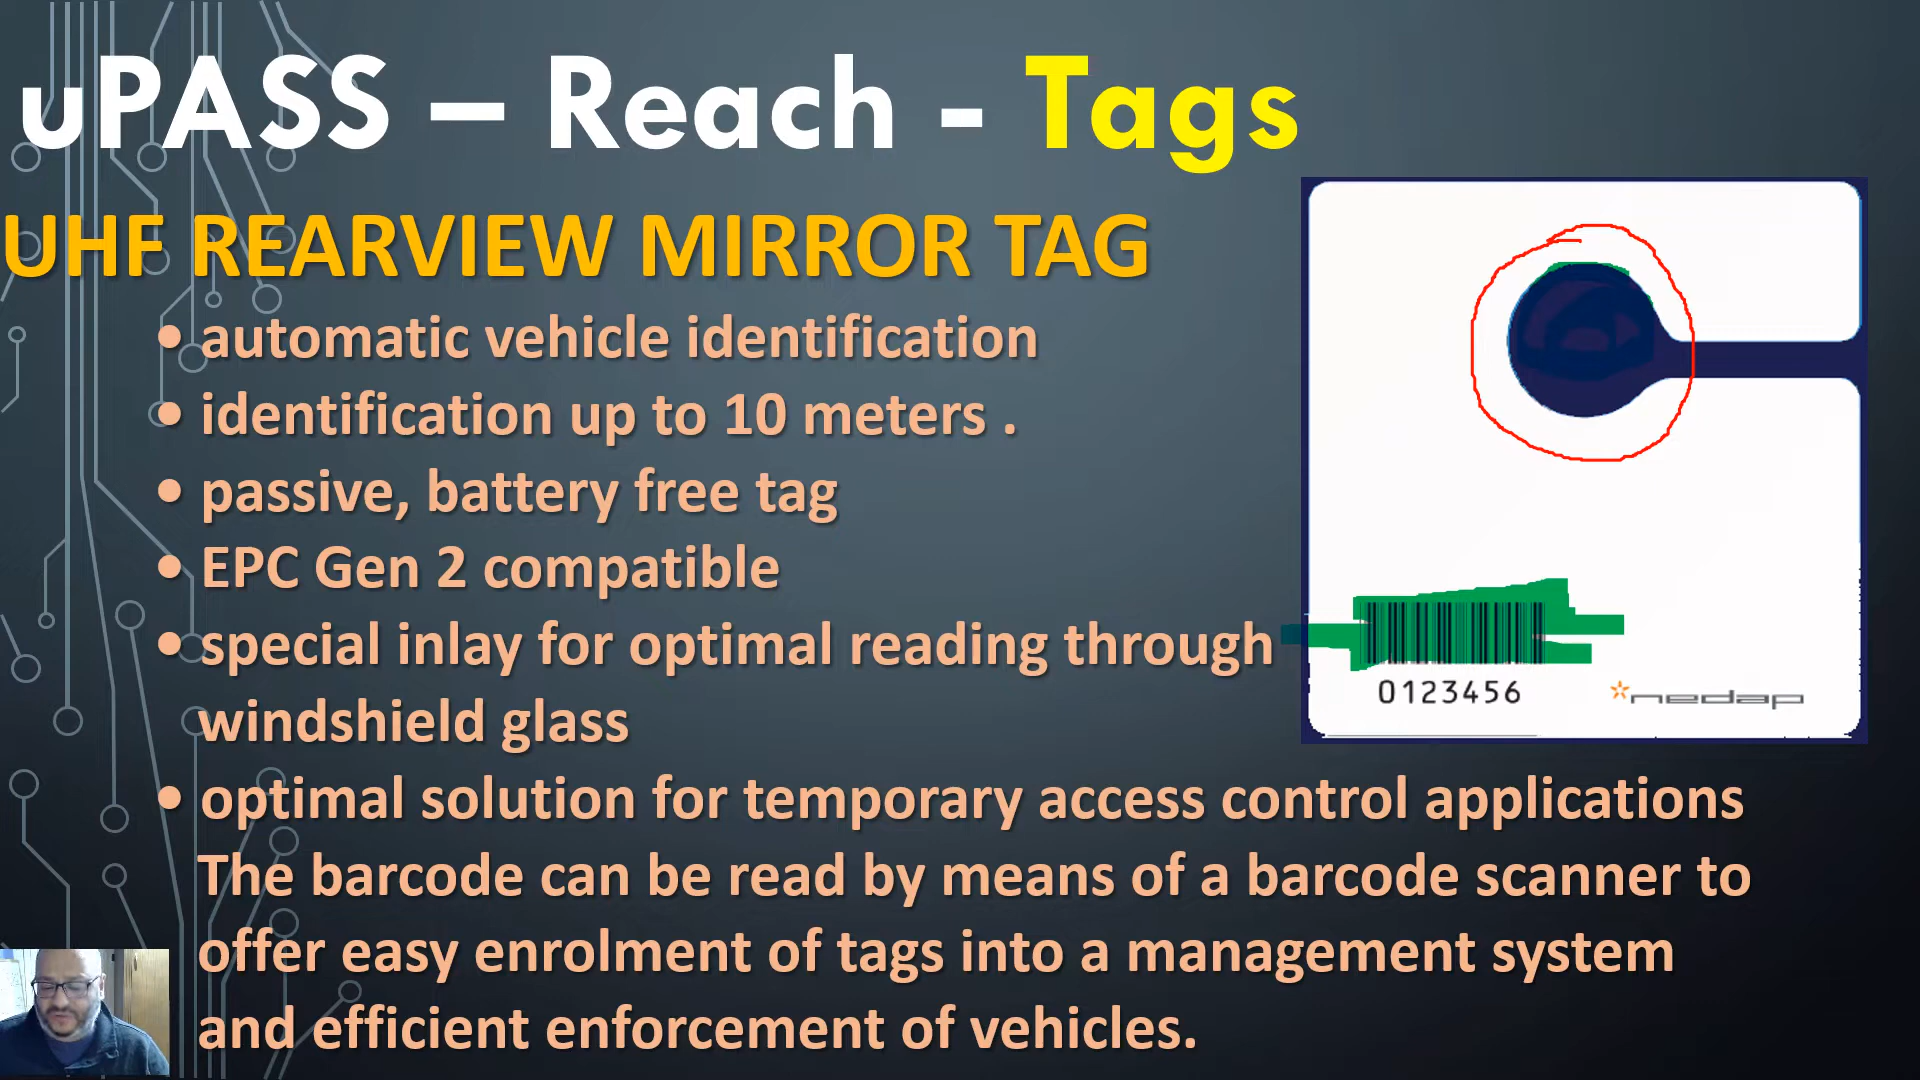 uPASS – Reach - Tags
UHF REARVIEW MIRROR TAG
• automatic vehicle identification
• identification up to 10 meters .
• passive, battery free tag
• EPC Gen 2 compatible
• special inlay for optimal reading through
windshield glass
• optimal solution for temporary access control applications
The barcode can be read by means of a barcode scanner to
offer easy enrolment of tags into a management system
and efficient enforcement of vehicles.
0123456
nedap